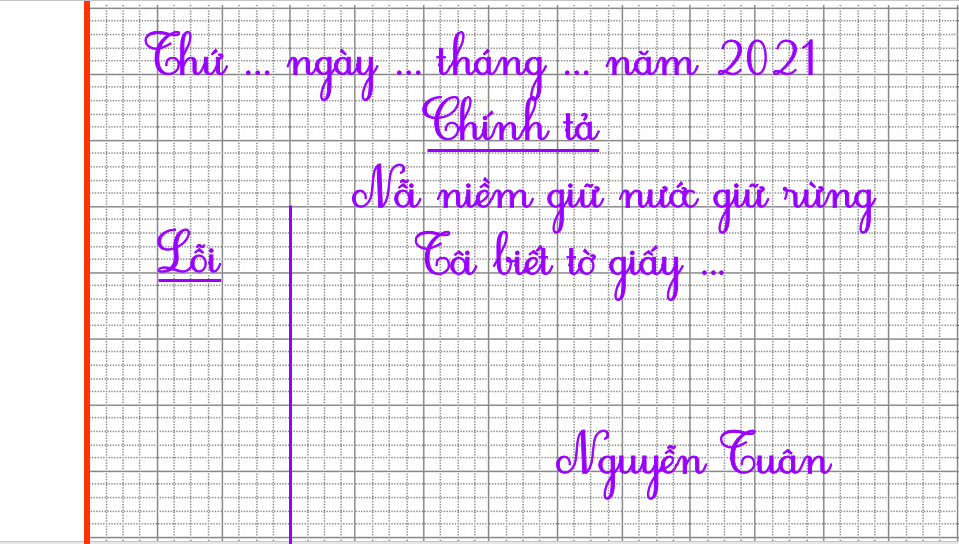 Thứ ... ngày ... tháng ... năm 2021
Chính tả
Nỗi niềm giữ nước giữ rừng
Lỗi
Tôi biết tờ giấy ...
Nguyễn Tuân